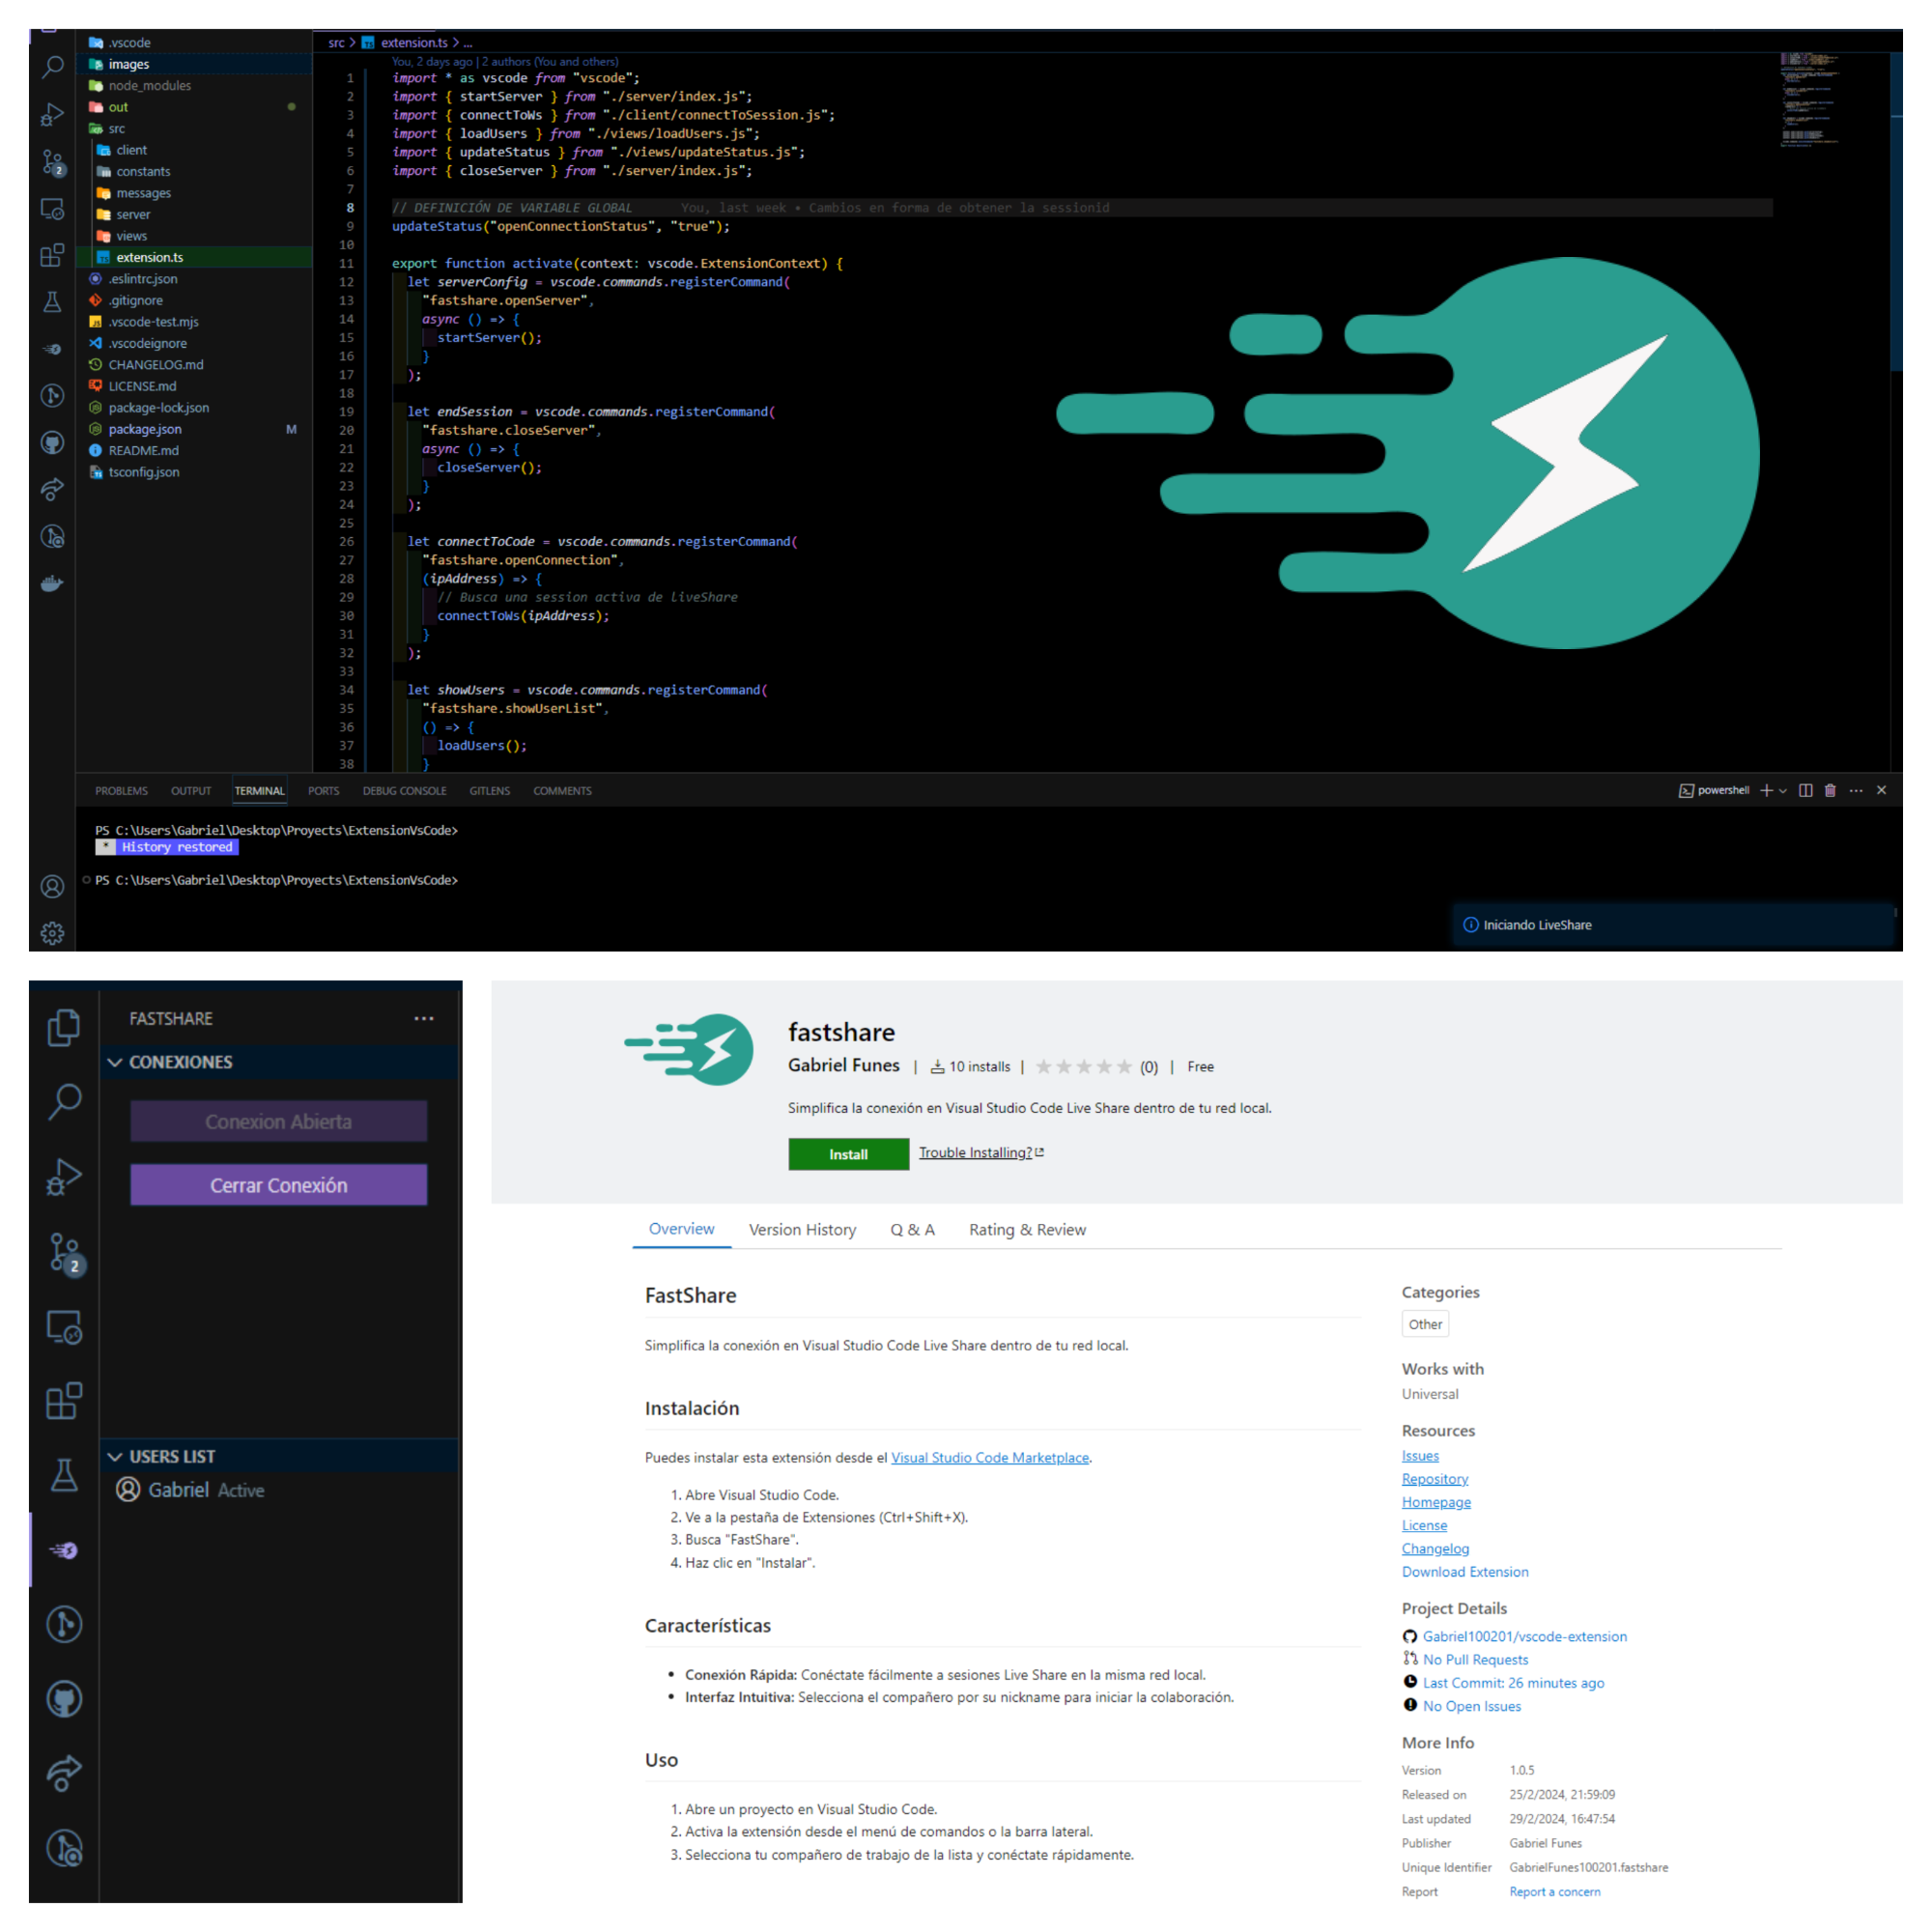 .vscode
images
node_modules
out
src
client
constants
messages
server
views
extension.ts
.eslintrc.json
.gitignore
.vscode-test.mjs
.vscodeignore
CHANGELOG.md
LICENSE.md
package-lock.json
package.json M
README.md
tsconfig.json
2
src > TS extension.ts > ...
You, 2 days ago | 2 authors (You and others)
1 import * as vscode from "vscode";
2 import { startServer } from "./server/index.js";
3 import { connectToWs } from "./client/connectToSession.js";
4 import { loadUsers } from "./views/loadUsers.js";
5 import { updateStatus } from "./views/updateStatus.js";
6 import { closeServer } from "./server/index.js";
7
8 // DEFINICIÓN DE VARIABLE GLOBAL You, last week • Cambios en forma de obtener la sessionid
9 updateStatus("openConnectionStatus", "true");
10
11 export function activate(context: vscode.ExtensionContext) {
12 let serverConfig = vscode.commands.registerCommand(
13 "fastshare.openServer",
14 async () => {
15 startServer();
16 }
17 );
18
19 let endSession = vscode.commands.registerCommand(
20 "fastshare.closeServer",
21 async () => {
22 closeServer();
23 }
24 );
25
26 let connectToCode = vscode.commands.registerCommand(
27 "fastshare.openConnection",
28 (ipAddress) => {
29 // Busca una session activa de liveShare
30 connectToWs(ipAddress);
31 }
32 );
33
34 let showUsers = vscode.commands.registerCommand(
35 "fastshare.showUserList",
36 () => {
37 loadUsers();
38 }
PROBLEMS OUTPUT TERMINAL PORTS DEBUG CONSOLE GITLENS COMMENTS powershell
PS C:\Users\Gabriel\Desktop\Proyects\ExtensionVsCode>
* History restored
PS C:\Users\Gabriel\Desktop\Proyects\ExtensionVsCode>
Iniciando LiveShare
FASTSHARE ...
CONEXIONES
Conexion Abierta
Cerrar Conexión
2
USERS LIST
Gabriel Active
fastshare
Gabriel Funes | 10 installs | (0) | Free
Simplifica la conexión en Visual Studio Code Live Share dentro de tu red local.
Install Trouble Installing?
Overview Version History Q & A Rating & Review
FastShare
Simplifica la conexión en Visual Studio Code Live Share dentro de tu red local.
Instalación
Puedes instalar esta extensión desde el Visual Studio Code Marketplace.
1. Abre Visual Studio Code.
2. Ve a la pestaña de Extensiones (Ctrl+Shift+X).
3. Busca "FastShare".
4. Haz clic en "Instalar".
Características
• Conexión Rápida: Conéctate fácilmente a sesiones Live Share en la misma red local.
• Interfaz Intuitiva: Selecciona el compañero por su nickname para iniciar la colaboración.
Uso
1. Abre un proyecto en Visual Studio Code.
2. Activa la extensión desde el menú de comandos o la barra lateral.
3. Selecciona tu compañero de trabajo de la lista y conéctate rápidamente.
Categories
Other
Works with
Universal
Resources
Issues
Repository
Homepage
License
Changelog
Download Extension
Project Details
Gabriel100201/vscode-extension
No Pull Requests
Last Commit: 26 minutes ago
No Open Issues
More Info
Version 1.0.5
Released on 25/2/2024, 21:59:09
Last updated 29/2/2024, 16:47:54
Publisher Gabriel Funes
Unique Identifier GabrielFunes100201.fastshare
Report Report a concern